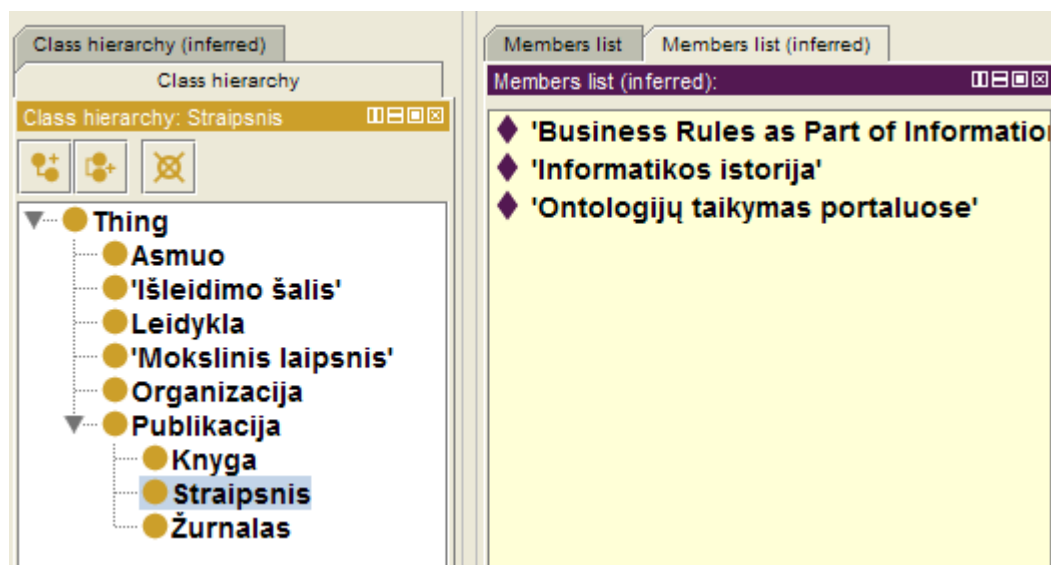 Class hierarchy (inferred)
Class hierarchy
Class hierarchy: Straipsnis
Thing
Asmuo
'Išleidimo šalis'
Leidykla
'Mokslinis laipsnis'
Organizacija
Publikacija
Knyga
Straipsnis
Žurnalas
Members list
Members list (inferred)
Members list (inferred):
'Business Rules as Part of Informatio
'Informatikos istorija'
'Ontologijų taikymas portaluose'